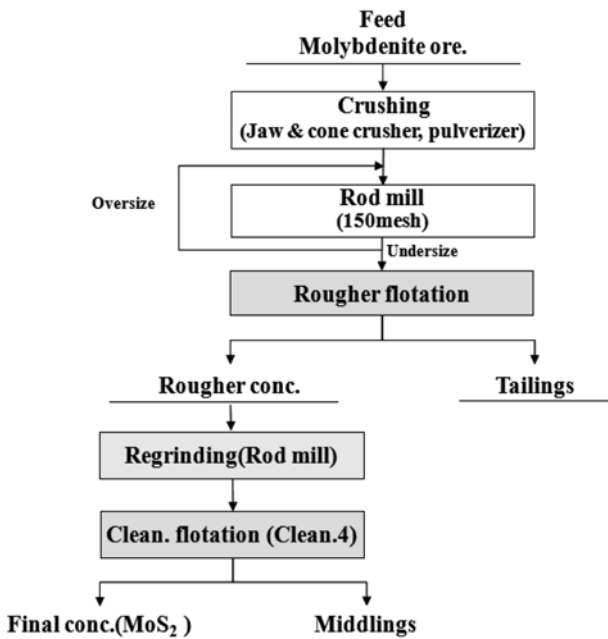 Feed
Molybdenite ore.
Crushing
(Jaw & cone crusher, pulverizer)
Oversize
Rod mill
(150mesh)
Undersize
Rougher flotation
Rougher conc.
Tailings
Regrinding(Rod mill)
Clean. flotation (Clean.4)
Final conc.(MoS₂ )
Middlings